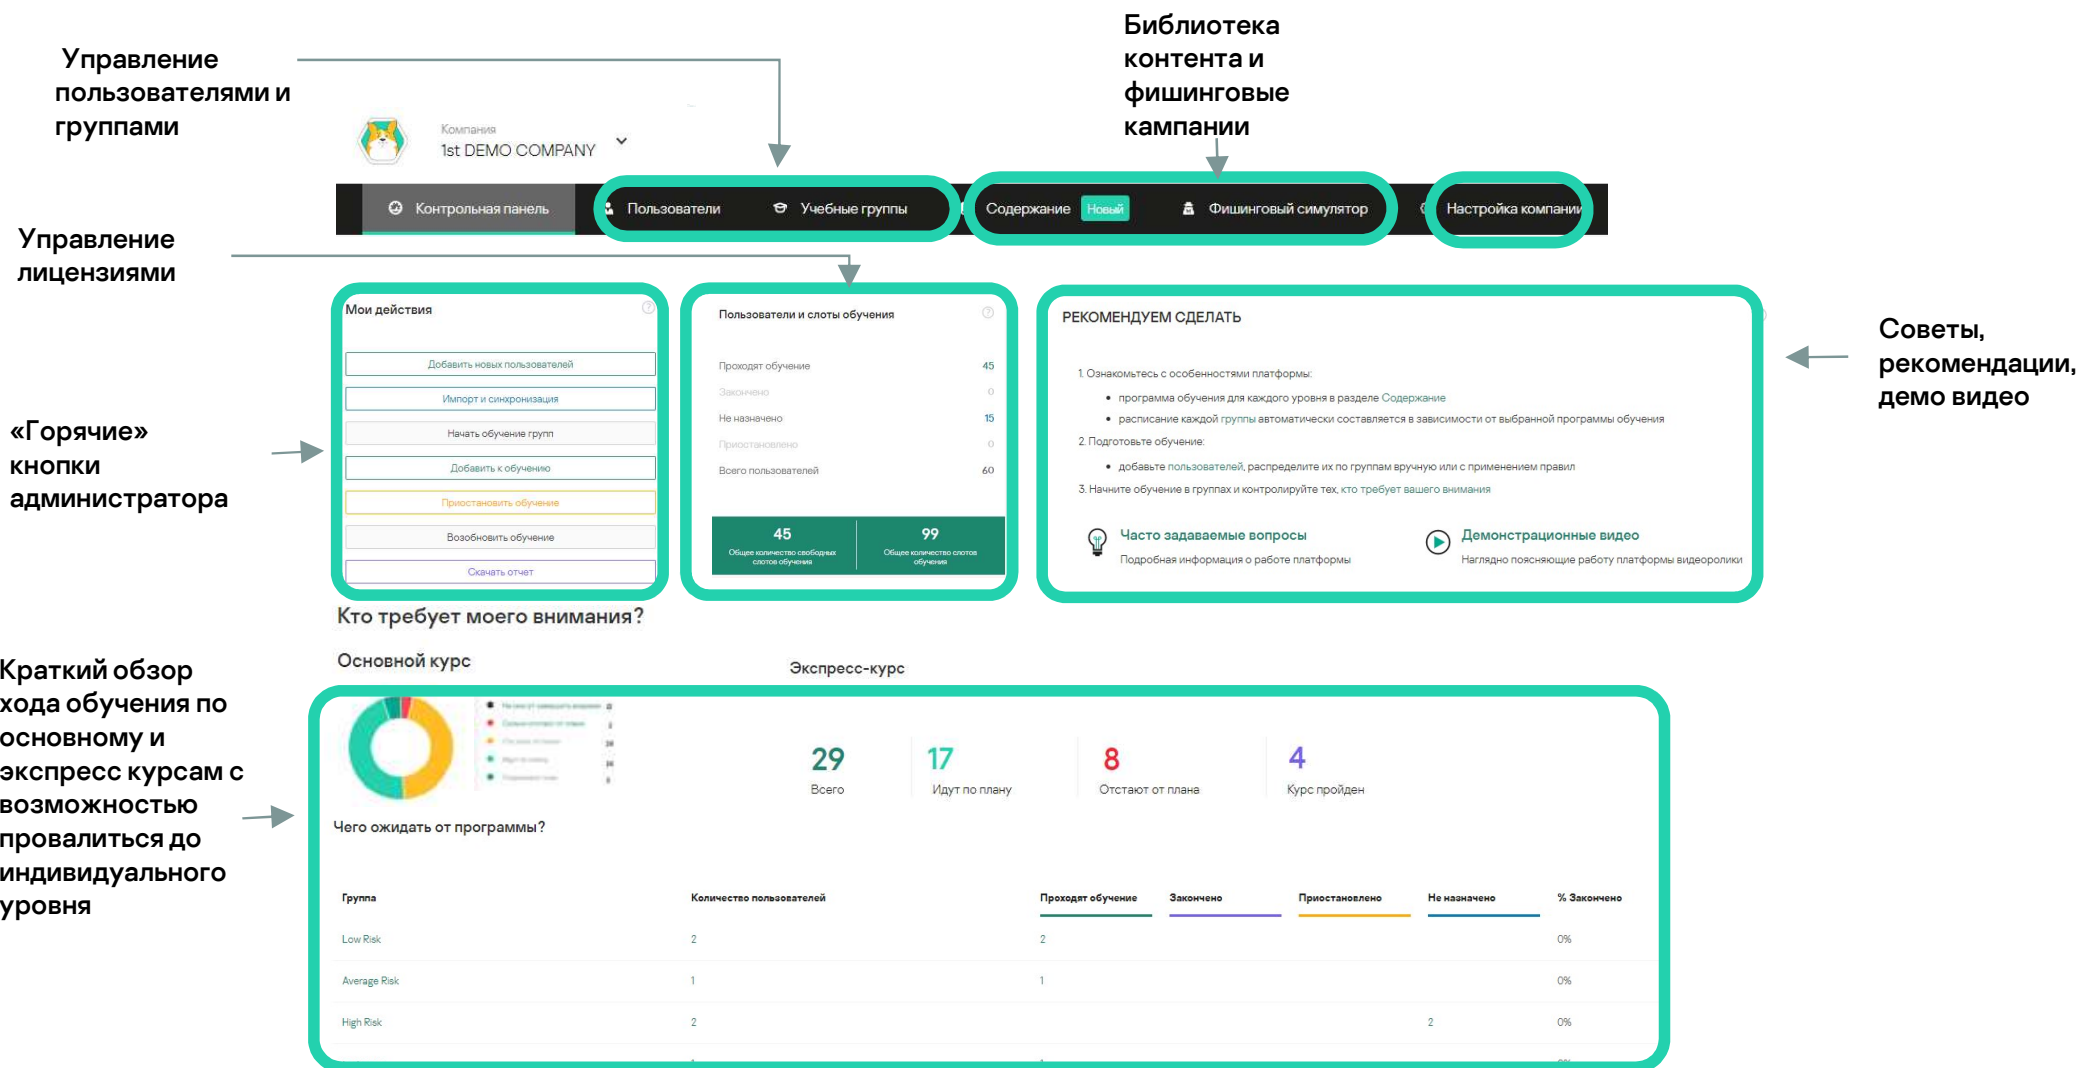 Управление
пользователями и
группами
Библиотека
контента и
фишинговые
кампании
Компания
1st DEMO COMPANY
Контрольная панель
Пользователи
Учебные группы
Содержание
Новый
Фишинговый симулятор
Настройка компании
Управление
лицензиями
Мои действия
Добавить новых пользователей
Импорт и синхронизация
Начать обучение групп
Добавить к обучению
Приостановить обучение
Возобновить обучение
Скачать отчет
Пользователи и слоты обучения
Проходят обучение 45
Закончено 0
Не назначено 15
Приостановлено 0
Всего пользователей 60
45
Общее количество свободных
слотов обучения
99
Общее количество слотов
обучения
РЕКОМЕНДУЕМ СДЕЛАТЬ
1. Ознакомьтесь с особенностями платформы:
• программа обучения для каждого уровня в разделе Содержание
• расписание каждой группы автоматически составляется в зависимости от выбранной программы обучения
2. Подготовьте обучение:
• добавьте пользователей, распределите их по группам вручную или с применением правил
3. Начните обучение в группах и контролируйте тех, кто требует вашего внимания
Часто задаваемые вопросы
Подробная информация о работе платформы
Демонстрационные видео
Наглядно поясняющие работу платформы видеоролики
Советы,
рекомендации,
демо видео
«Горячие»
кнопки
администратора
Кто требует моего внимания?
Основной курс
Экспресс-курс
Краткий обзор
хода обучения по
основному и
экспресс курсам с
возможностью
провалиться до
индивидуального
уровня
29
Всего
17
Идут по плану
8
Отстают от плана
4
Курс пройден
Чего ожидать от программы?
Группа Количество пользователей Проходят обучение Закончено Приостановлено Не назначено % Закончено
Low Risk 2 2 0%
Average Risk 1 1 0%
High Risk 2 2 0%